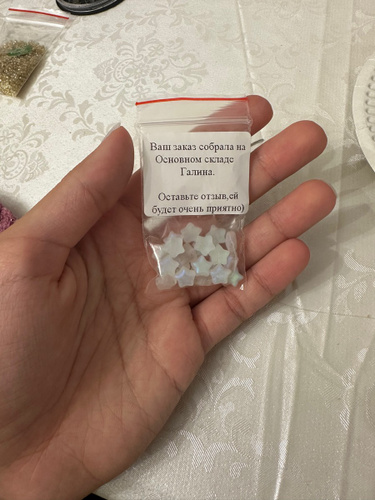 Ваш заказ собрала на
Основном складе
Галина.
Оставьте отзыв,ей
будет очень приятно)